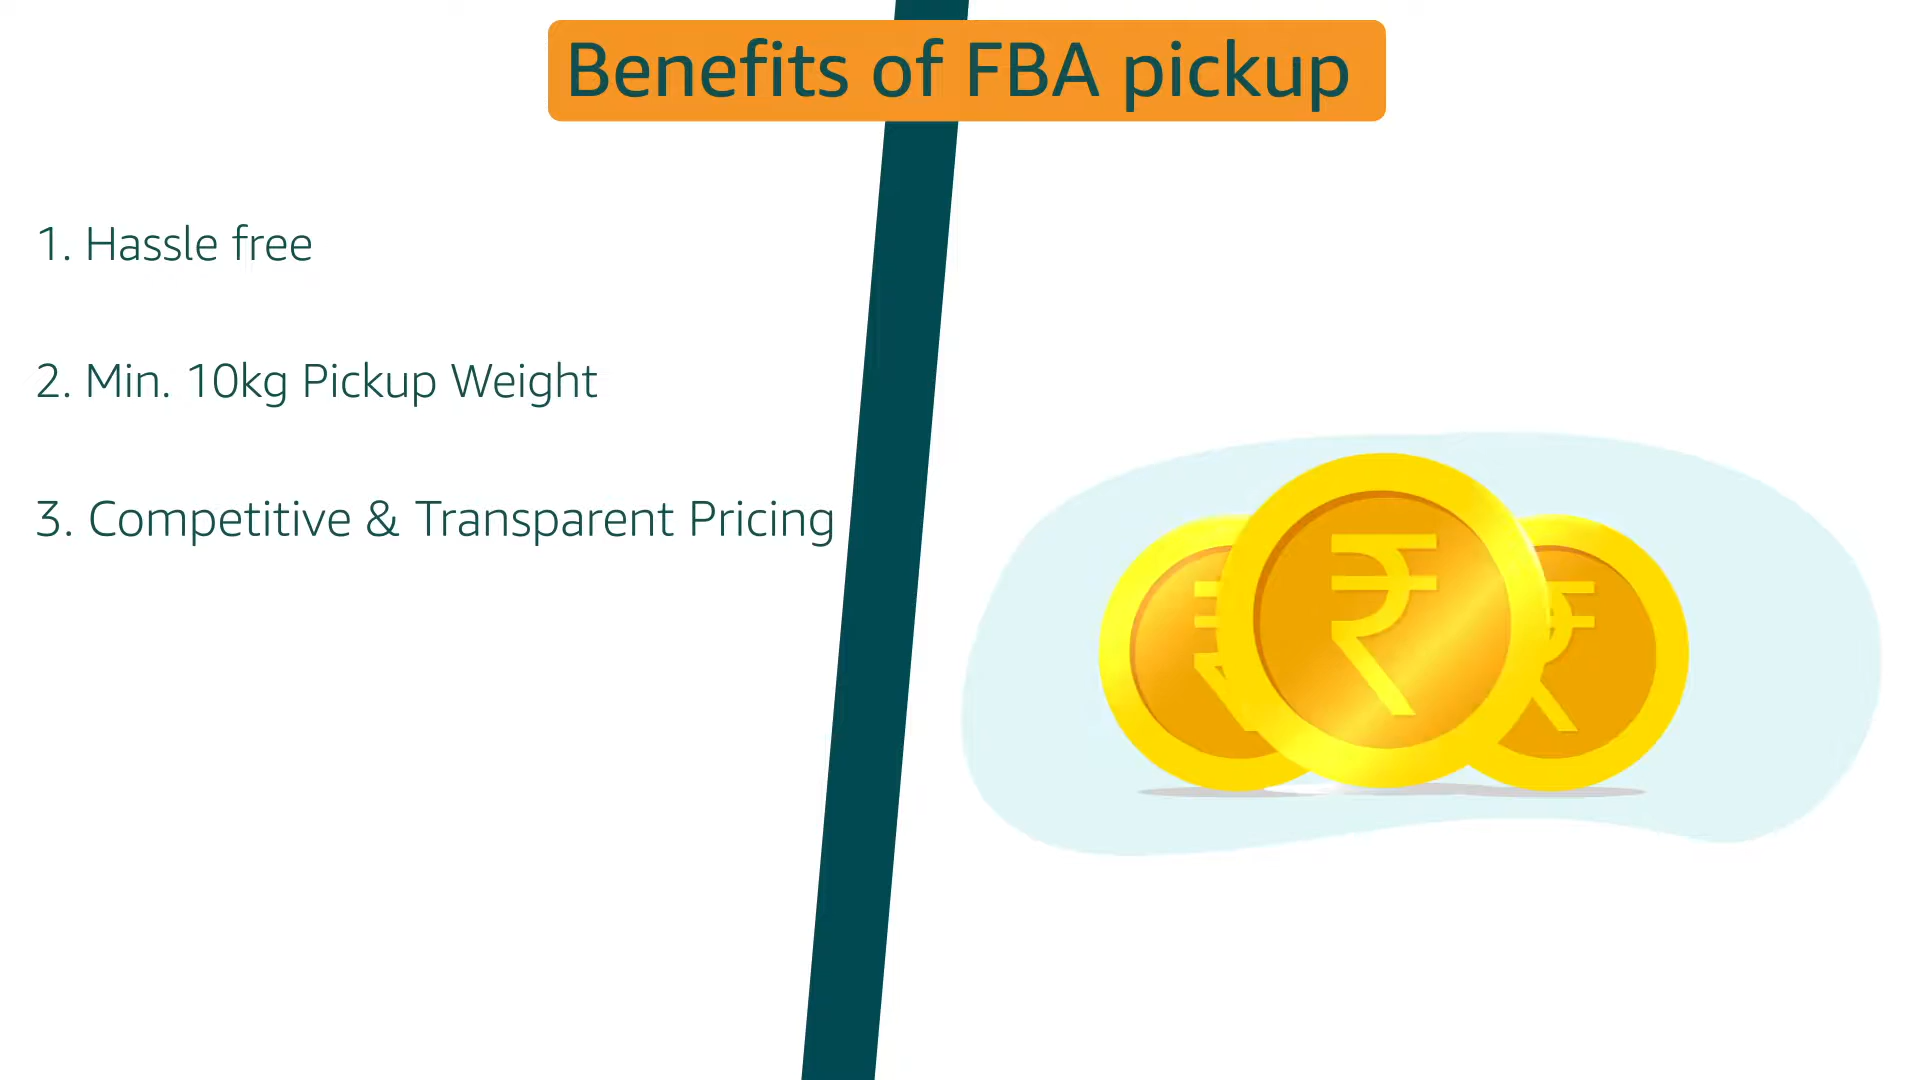 Benefits of FBA pickup
1. Hassle free
2. Min. 10kg Pickup Weight
3. Competitive & Transparent Pricing
₹ ₹ ₹